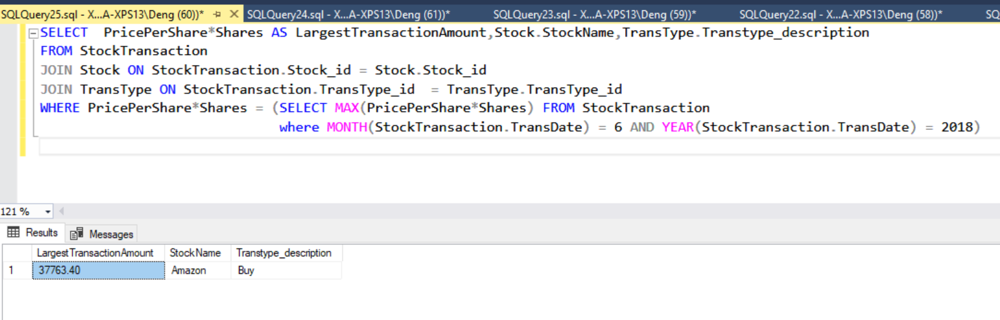 SQLQuery25.sql - X...A-XPS13\Deng (60))* SQLQuery24.sql - X...A-XPS13\Deng (61))* SQLQuery23.sql - X...A-XPS13\Deng (59))* SQLQuery22.sql - X...A-XPS13\Deng (58))* SQ
SELECT  PricePerShare*Shares AS LargestTransactionAmount,Stock.StockName,TransType.Transtype_description
FROM StockTransaction
JOIN Stock ON StockTransaction.Stock_id = Stock.Stock_id
JOIN TransType ON StockTransaction.TransType_id  = TransType.TransType_id
WHERE PricePerShare*Shares = (SELECT MAX(PricePerShare*Shares) FROM StockTransaction
where MONTH(StockTransaction.TransDate) = 6 AND YEAR(StockTransaction.TransDate) = 2018)
121 %
Results Messages
LargestTransactionAmount StockName Transtype_description
1 37763.40 Amazon Buy